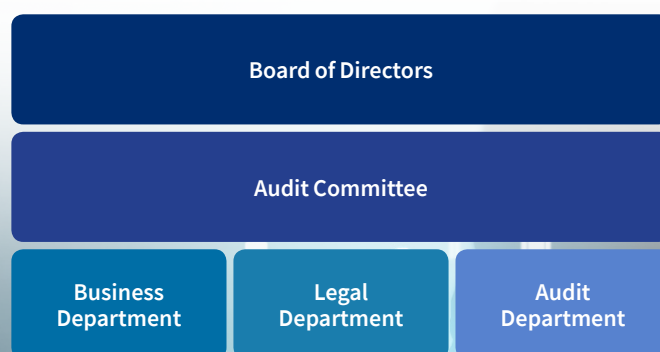 Board of Directors
Audit Committee
Business
Department
Legal
Department
Audit
Department